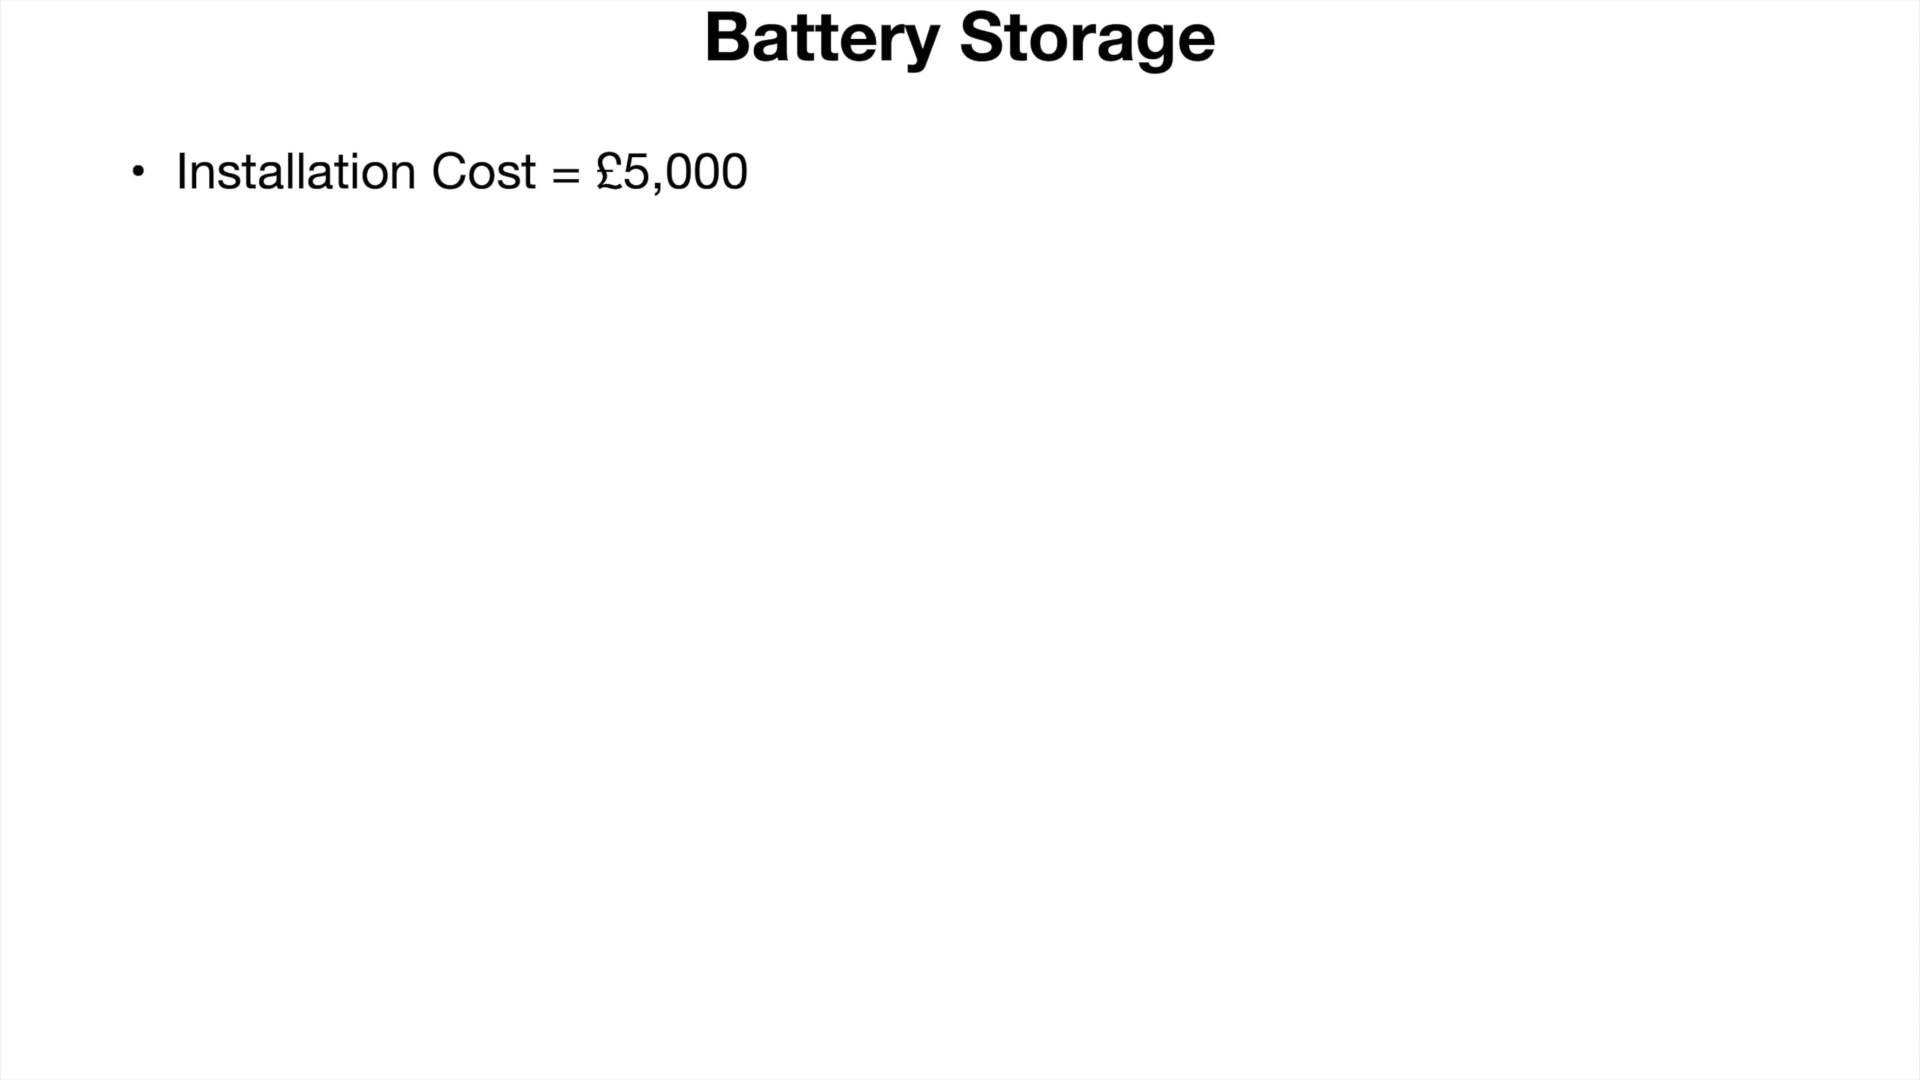 Battery Storage
• Installation Cost = £5,000